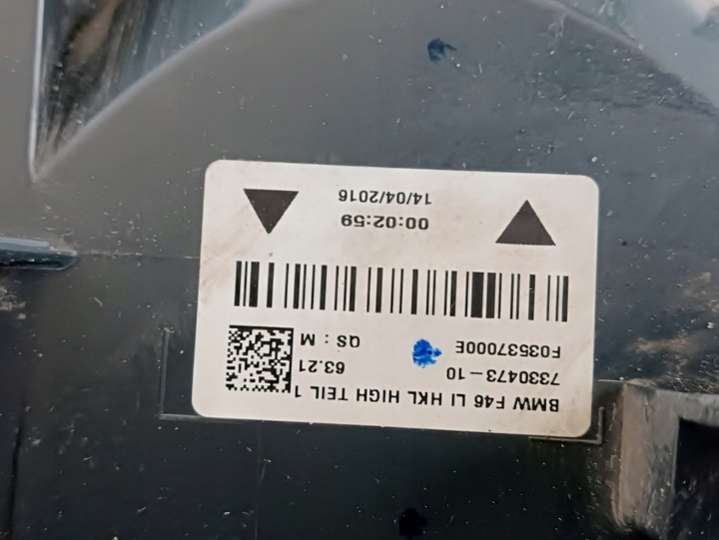 BMW F46 LI HKL HIGH TEIL 1
7330473-10 63.21
F03537000E QS : M
00:02:59
14/04/2016